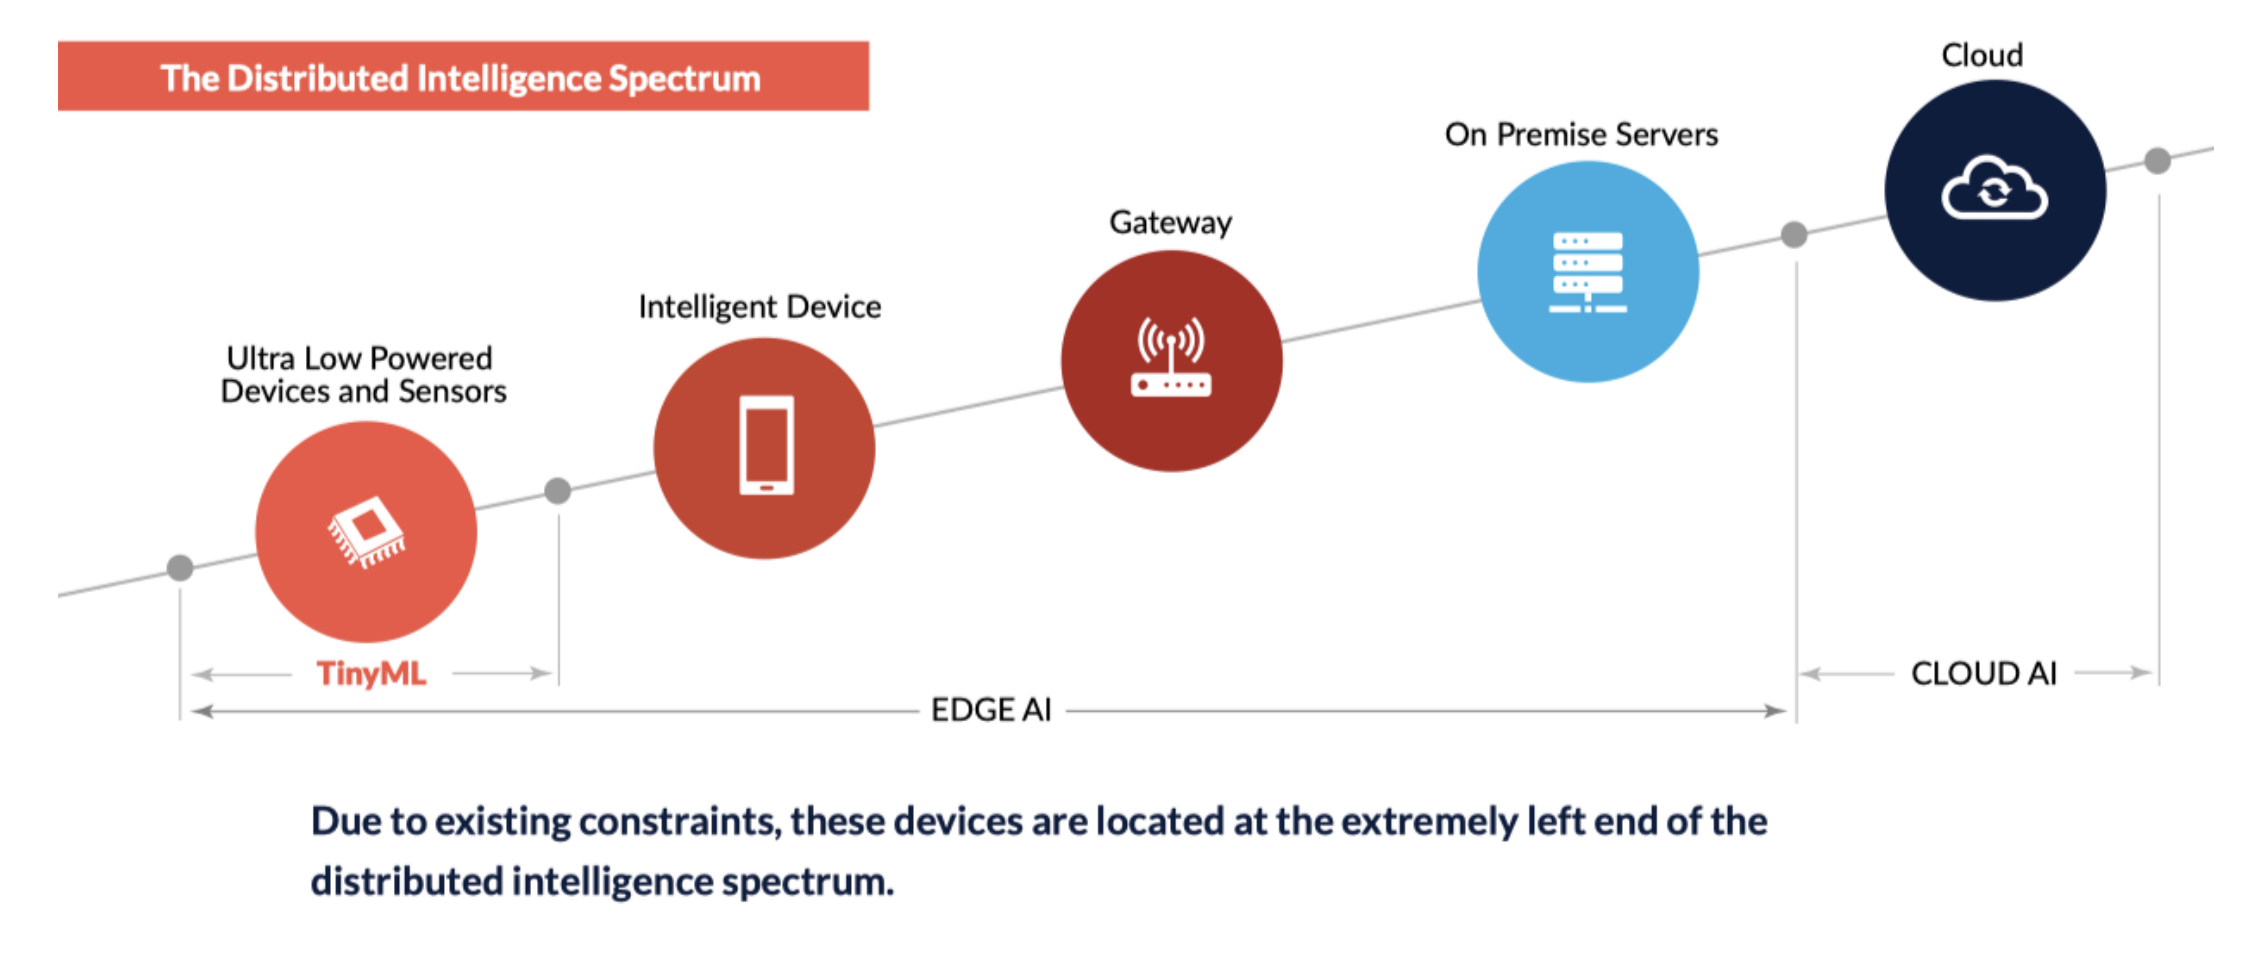 The Distributed Intelligence Spectrum
Cloud
On Premise Servers
Gateway
Intelligent Device
Ultra Low Powered
Devices and Sensors
TinyML
EDGE AI
CLOUD AI
Due to existing constraints, these devices are located at the extremely left end of the
distributed intelligence spectrum.